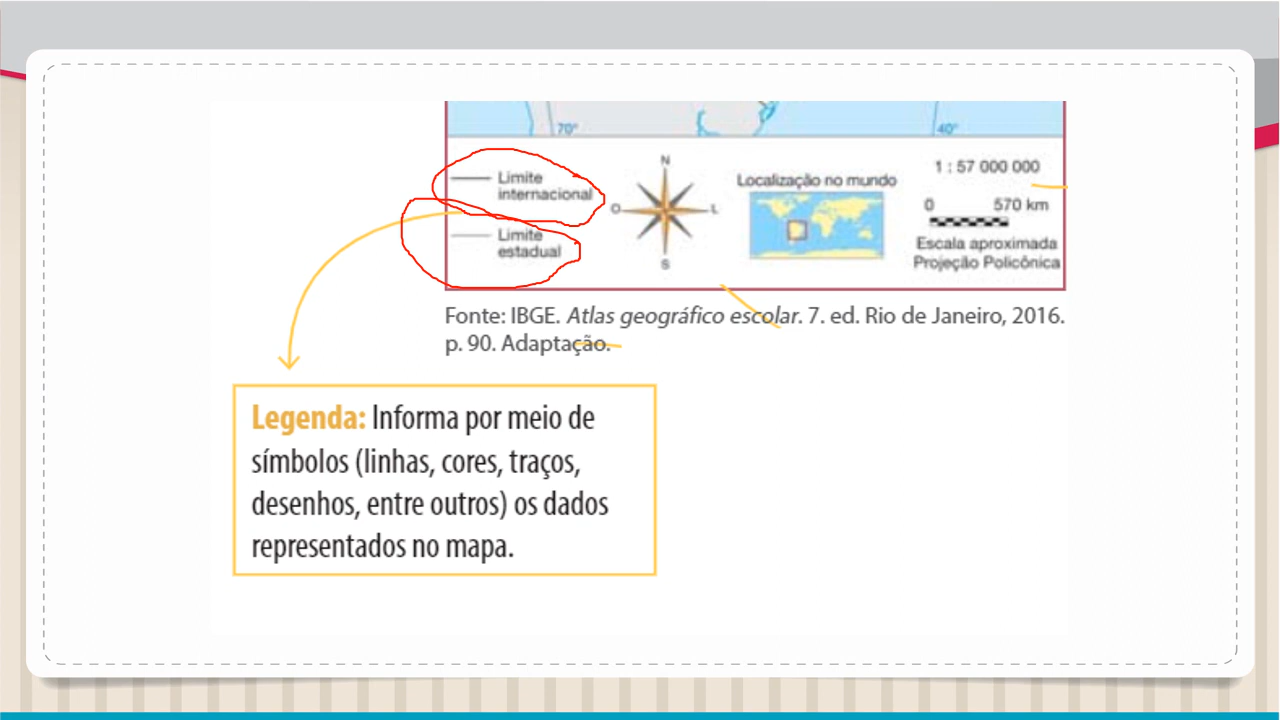 70°
40°
Limite
internacional
Limite
estadual
N
O
L
S
Localização no mundo
1 : 57 000 000
0 570 km
Escala aproximada
Projeção Policônica
Fonte: IBGE. Atlas geográfico escolar. 7. ed. Rio de Janeiro, 2016.
p. 90. Adaptação.
Legenda: Informa por meio de
símbolos (linhas, cores, traços,
desenhos, entre outros) os dados
representados no mapa.